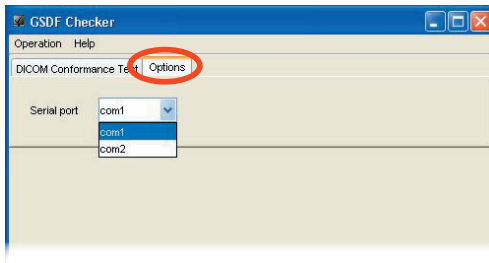 GSDF Checker
Operation Help
DICOM Conformance Test Options
Serial port com1
com1
com2